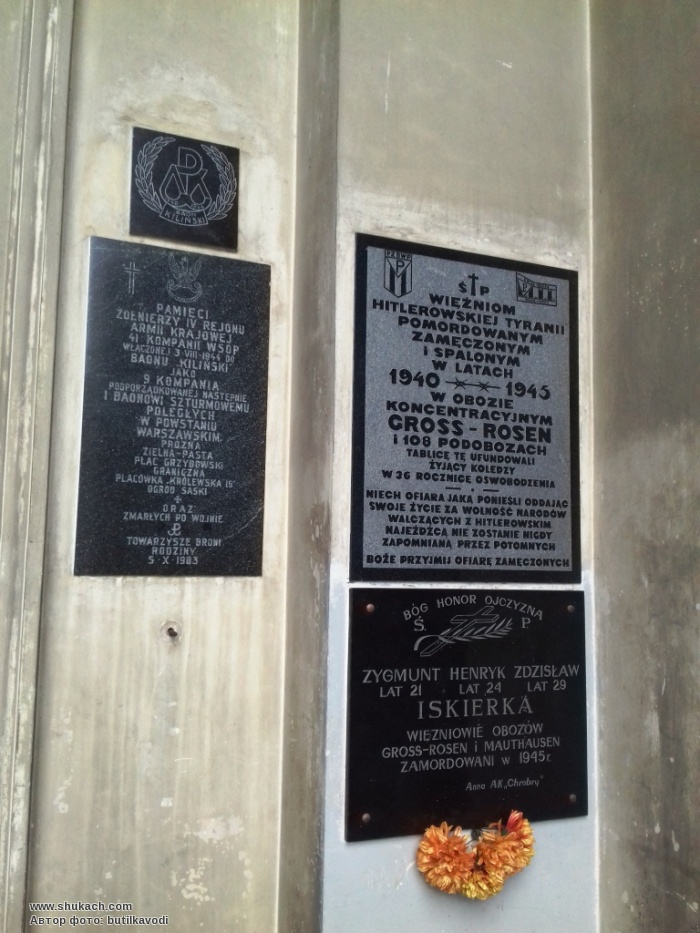 PAK
BAON
KILIŃSKI
PAMIĘCI
ŻOŁNIERZY IV REJONU
ARMII KRAJOWEJ
41 KOMPANII WSOP
WŁĄCZONEJ 3-VIII-1944 DO
BAONU KILIŃSKI
JAKO
9 KOMPANIA
PODPORZĄDKOWANEJ NASTĘPNIE
I BAONOWI SZTURMOWEMU
POLEGŁYCH
W POWSTANIU
WARSZAWSKIM:
PRÓŻNA
ZIELNA-PASTA
PLAC GRZYBOWSKI
GRANICZNA
PLACÓWKA „KRÓLEWSKA 16"
OGRÓD SASKI
ORAZ
ZMARŁYCH PO WOJNIE
TOWARZYSZE BRONI
RODZINY
5-X-1983
P
Ś P
WIĘŹNIOM
HITLEROWSKIEJ TYRANII
POMORDOWANYM
ZAMĘCZONYM
I SPALONYM
W LATACH
1940 1945
W OBOZIE
KONCENTRACYJNYM
GROSS-ROSEN
I 108 PODOBOZACH
TABLICĘ TĘ UFUNDOWALI
ŻYJĄCY KOLEDZY
W 36 ROCZNICĘ OSWOBODZENIA
NIECH OFIARA JAKĄ PONIEŚLI ODDAJĄC
SWOJE ŻYCIE ZA WOLNOŚĆ NARODÓW
WALCZĄCYCH Z HITLEROWSKIM
NAJEŹDŹCĄ NIE ZOSTANIE NIGDY
ZAPOMNIANA PRZEZ POTOMNYCH
BOŻE PRZYJMIJ OFIARĘ ZAMĘCZONYCH
BÓG HONOR OJCZYZNA
Ś. P
ZYGMUNT HENRYK ZDZISŁAW
LAT 21 LAT 24 LAT 29
ISKIERKA
WIĘŹNIOWIE OBOZÓW
GROSS-ROSEN i MAUTHAUSEN
ZAMORDOWANI w 1945r.
Anna AK „Chrobry"
www.shukach.com
Автор фото: butilkavodi